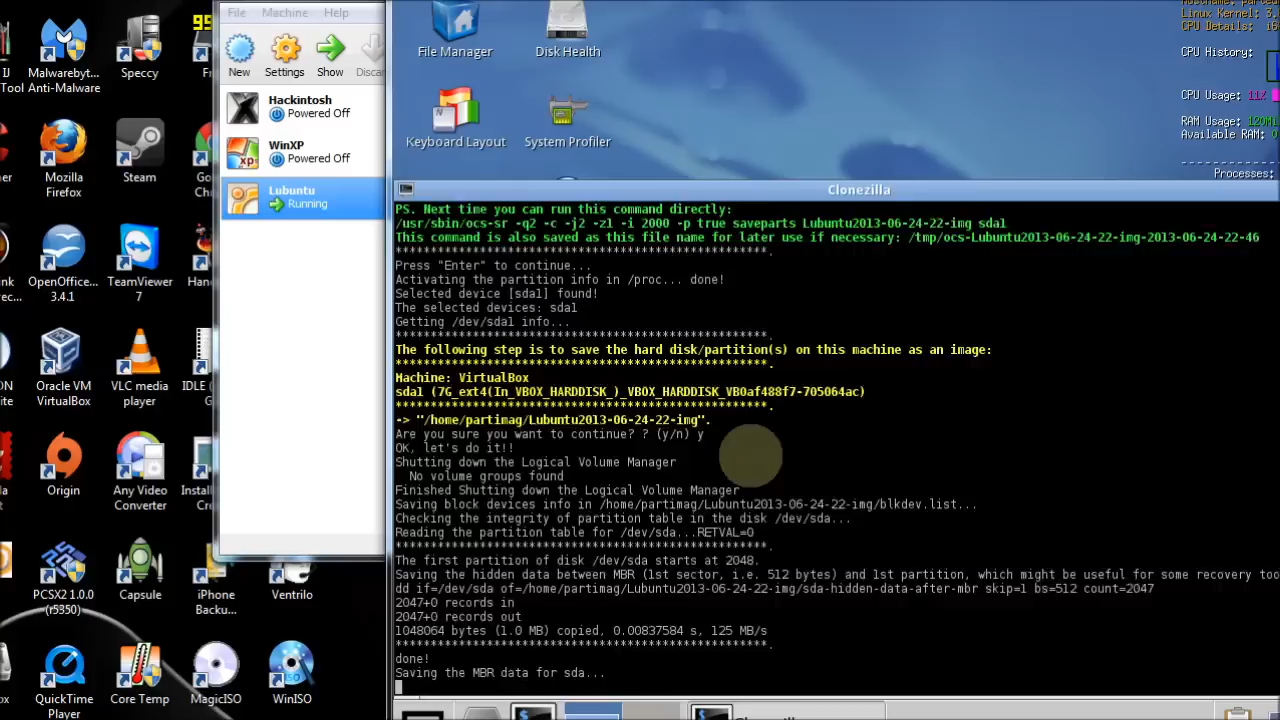 IJ
Tool
Malwarebyt...
Anti-Malware
Speccy
99
Fr
Mozilla
Firefox
Steam
OpenOffice...
3.4.1
TeamViewer
7
Oracle VM
VirtualBox
VLC media
player
IDLE
Origin
Any Video
Converter
PCSX2 1.0.0
(r5350)
Capsule
iPhone
Backu...
Ventrilo
QuickTime
Player
Core Temp
MagicISO
WinISO
File Machine Help
New Settings Show
Hackintosh
Powered Off
WinXP
Powered Off
Lubuntu
Running
File Manager
Disk Health
Keyboard Layout
System Profiler
CPU Details:
CPU History:
CPU Usage: 11%
RAM Usage:
Available RAM:
Processes:
Clonezilla
PS. Next time you can run this command directly:
/usr/sbin/ocs-sr -q2 -c -j2 -z1 -i 2000 -p true saveparts Lubuntu2013-06-24-22-img sda1
This command is also saved as this file name for later use if necessary: /tmp/ocs-Lubuntu2013-06-24-22-img-2013-06-24-22-46
*****************************************************.
Press "Enter" to continue...
Activating the partition info in /proc... done!
Selected device [sda1] found!
The selected devices: sda1
Getting /dev/sda1 info...
*****************************************************.
The following step is to save the hard disk/partition(s) on this machine as an image:
*****************************************************.
Machine: VirtualBox
sda1 (7G_ext4(In_VBOX_HARDDISK_)_VBOX_HARDDISK_VB0af488f7-705064ac)
*****************************************************.
-> "/home/partimag/Lubuntu2013-06-24-22-img".
Are you sure you want to continue? ? (y/n) y
OK, let's do it!!
Shutting down the Logical Volume Manager
No volume groups found
Finished Shutting down the Logical Volume Manager
Saving block devices info in /home/partimag/Lubuntu2013-06-24-22-img/blkdev.list...
Checking the integrity of partition table in the disk /dev/sda...
Reading the partition table for /dev/sda...RETVAL=0
*****************************************************.
The first partition of disk /dev/sda starts at 2048.
Saving the hidden data between MBR (1st sector, i.e. 512 bytes) and 1st partition, which might be useful for some recovery too
dd if=/dev/sda of=/home/partimag/Lubuntu2013-06-24-22-img/sda-hidden-data-after-mbr skip=1 bs=512 count=2047
2047+0 records in
2047+0 records out
1048064 bytes (1.0 MB) copied, 0.00837584 s, 125 MB/s
*****************************************************.
done!
Saving the MBR data for sda...